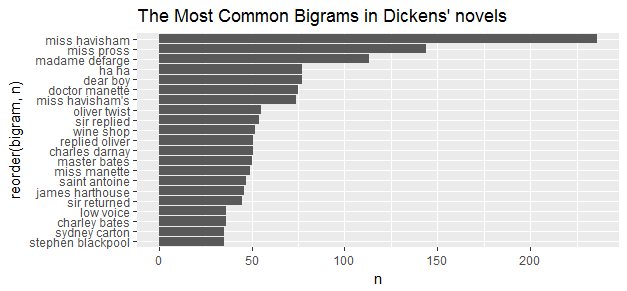 The Most Common Bigrams in Dickens' novels
reorder(bigram, n)
miss havisham
miss pross
madame defarge
ha ha
dear boy
doctor manette
miss havisham's
oliver twist
sir replied
wine shop
replied oliver
charles darnay
master bates
miss manette
saint antoine
james harthouse
sir returned
low voice
charley bates
sydney carton
stephen blackpool
0 50 100 150 200
n